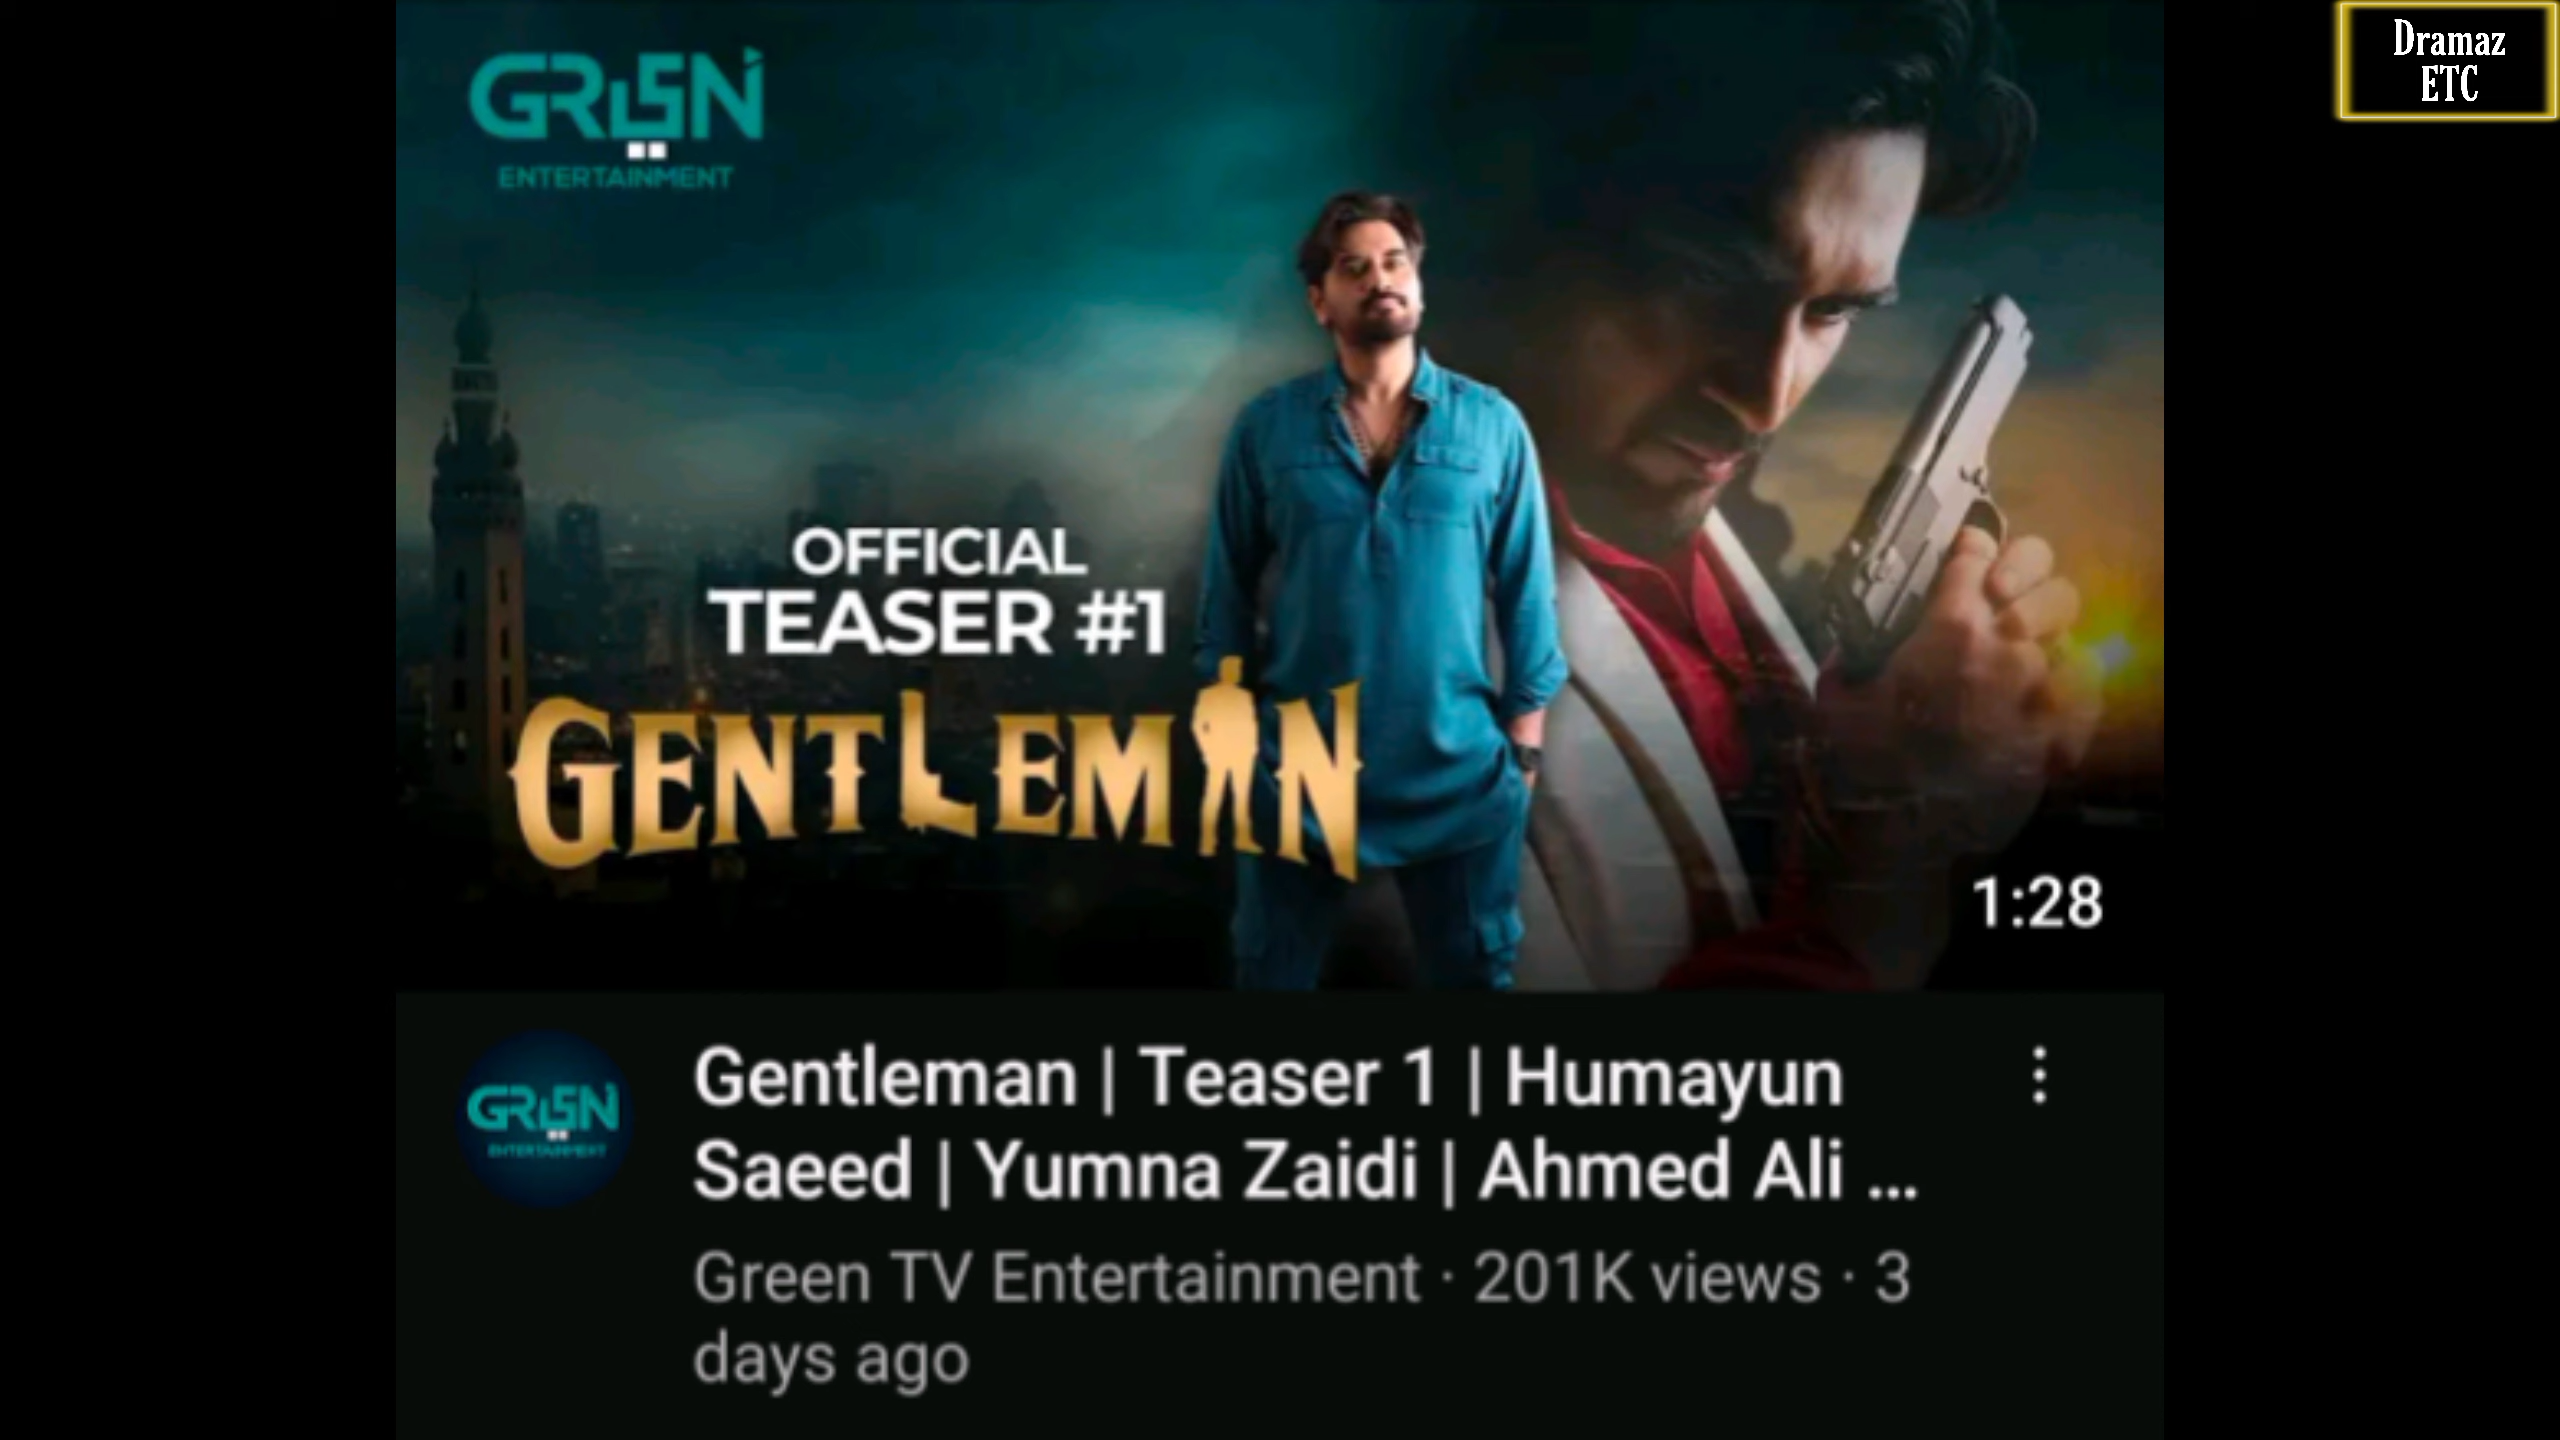 GREEN
ENTERTAINMENT
Dramaz
ETC
OFFICIAL
TEASER #1
GENTLEMAN
1:28
GREEN
ENTERTAINMENT
Gentleman | Teaser 1 | Humayun
Saeed | Yumna Zaidi | Ahmed Ali ...
Green TV Entertainment · 201K views · 3
days ago